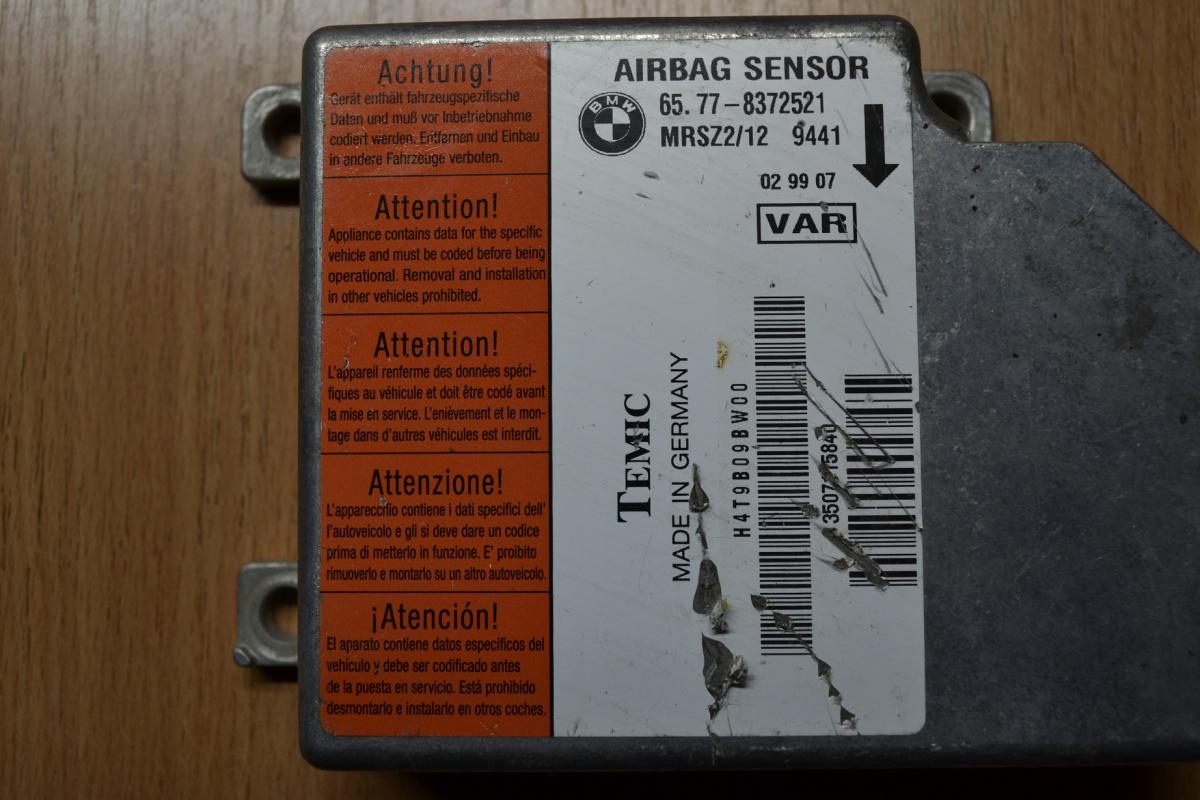 Achtung!
Gerät enthält fahrzeugspezifische
Daten und muß vor Inbetriebnahme
codiert werden. Entfernen und Einbau
in andere Fahrzeuge verboten.
Attention!
Appliance contains data for the specific
vehicle and must be coded before being
operational. Removal and installation
in other vehicles prohibited.
Attention!
L'appareil renferme des données spéci-
fiques au véhicule et doit être codé avant
la mise en service. L'enièvement et le mon-
tage dans d'autres véhicules est interdit.
Attenzione!
L'apparecchio contiene i dati specifici dell'
l'autoveicolo e gli si deve dare un codice
prima di metterlo in funzione. E' proibito
rimuoverlo e montarlo su un altro autoveicolo.
¡Atención!
El aparato contiene datos especificos del
vehículo y debe ser codificado antes
de la puesta en servicio. Está prohibido
desmontarlo e instalarlo en otros coches.
AIRBAG SENSOR
BMW
65.77-8372521
MRSZ2/12 9441
02 99 07
VAR
TEMIC
MADE IN GERMANY
H4T9B09BW00